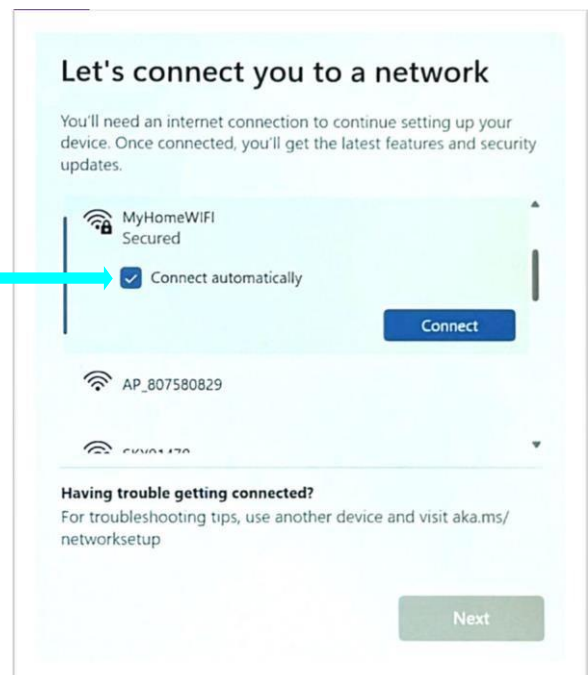 Let's connect you to a network
You'll need an internet connection to continue setting up your
device. Once connected, you'll get the latest features and security
updates.
MyHomeWIFI
Secured
Connect automatically
Connect
AP_807580829
Having trouble getting connected?
For troubleshooting tips, use another device and visit aka.ms/
networksetup
Next